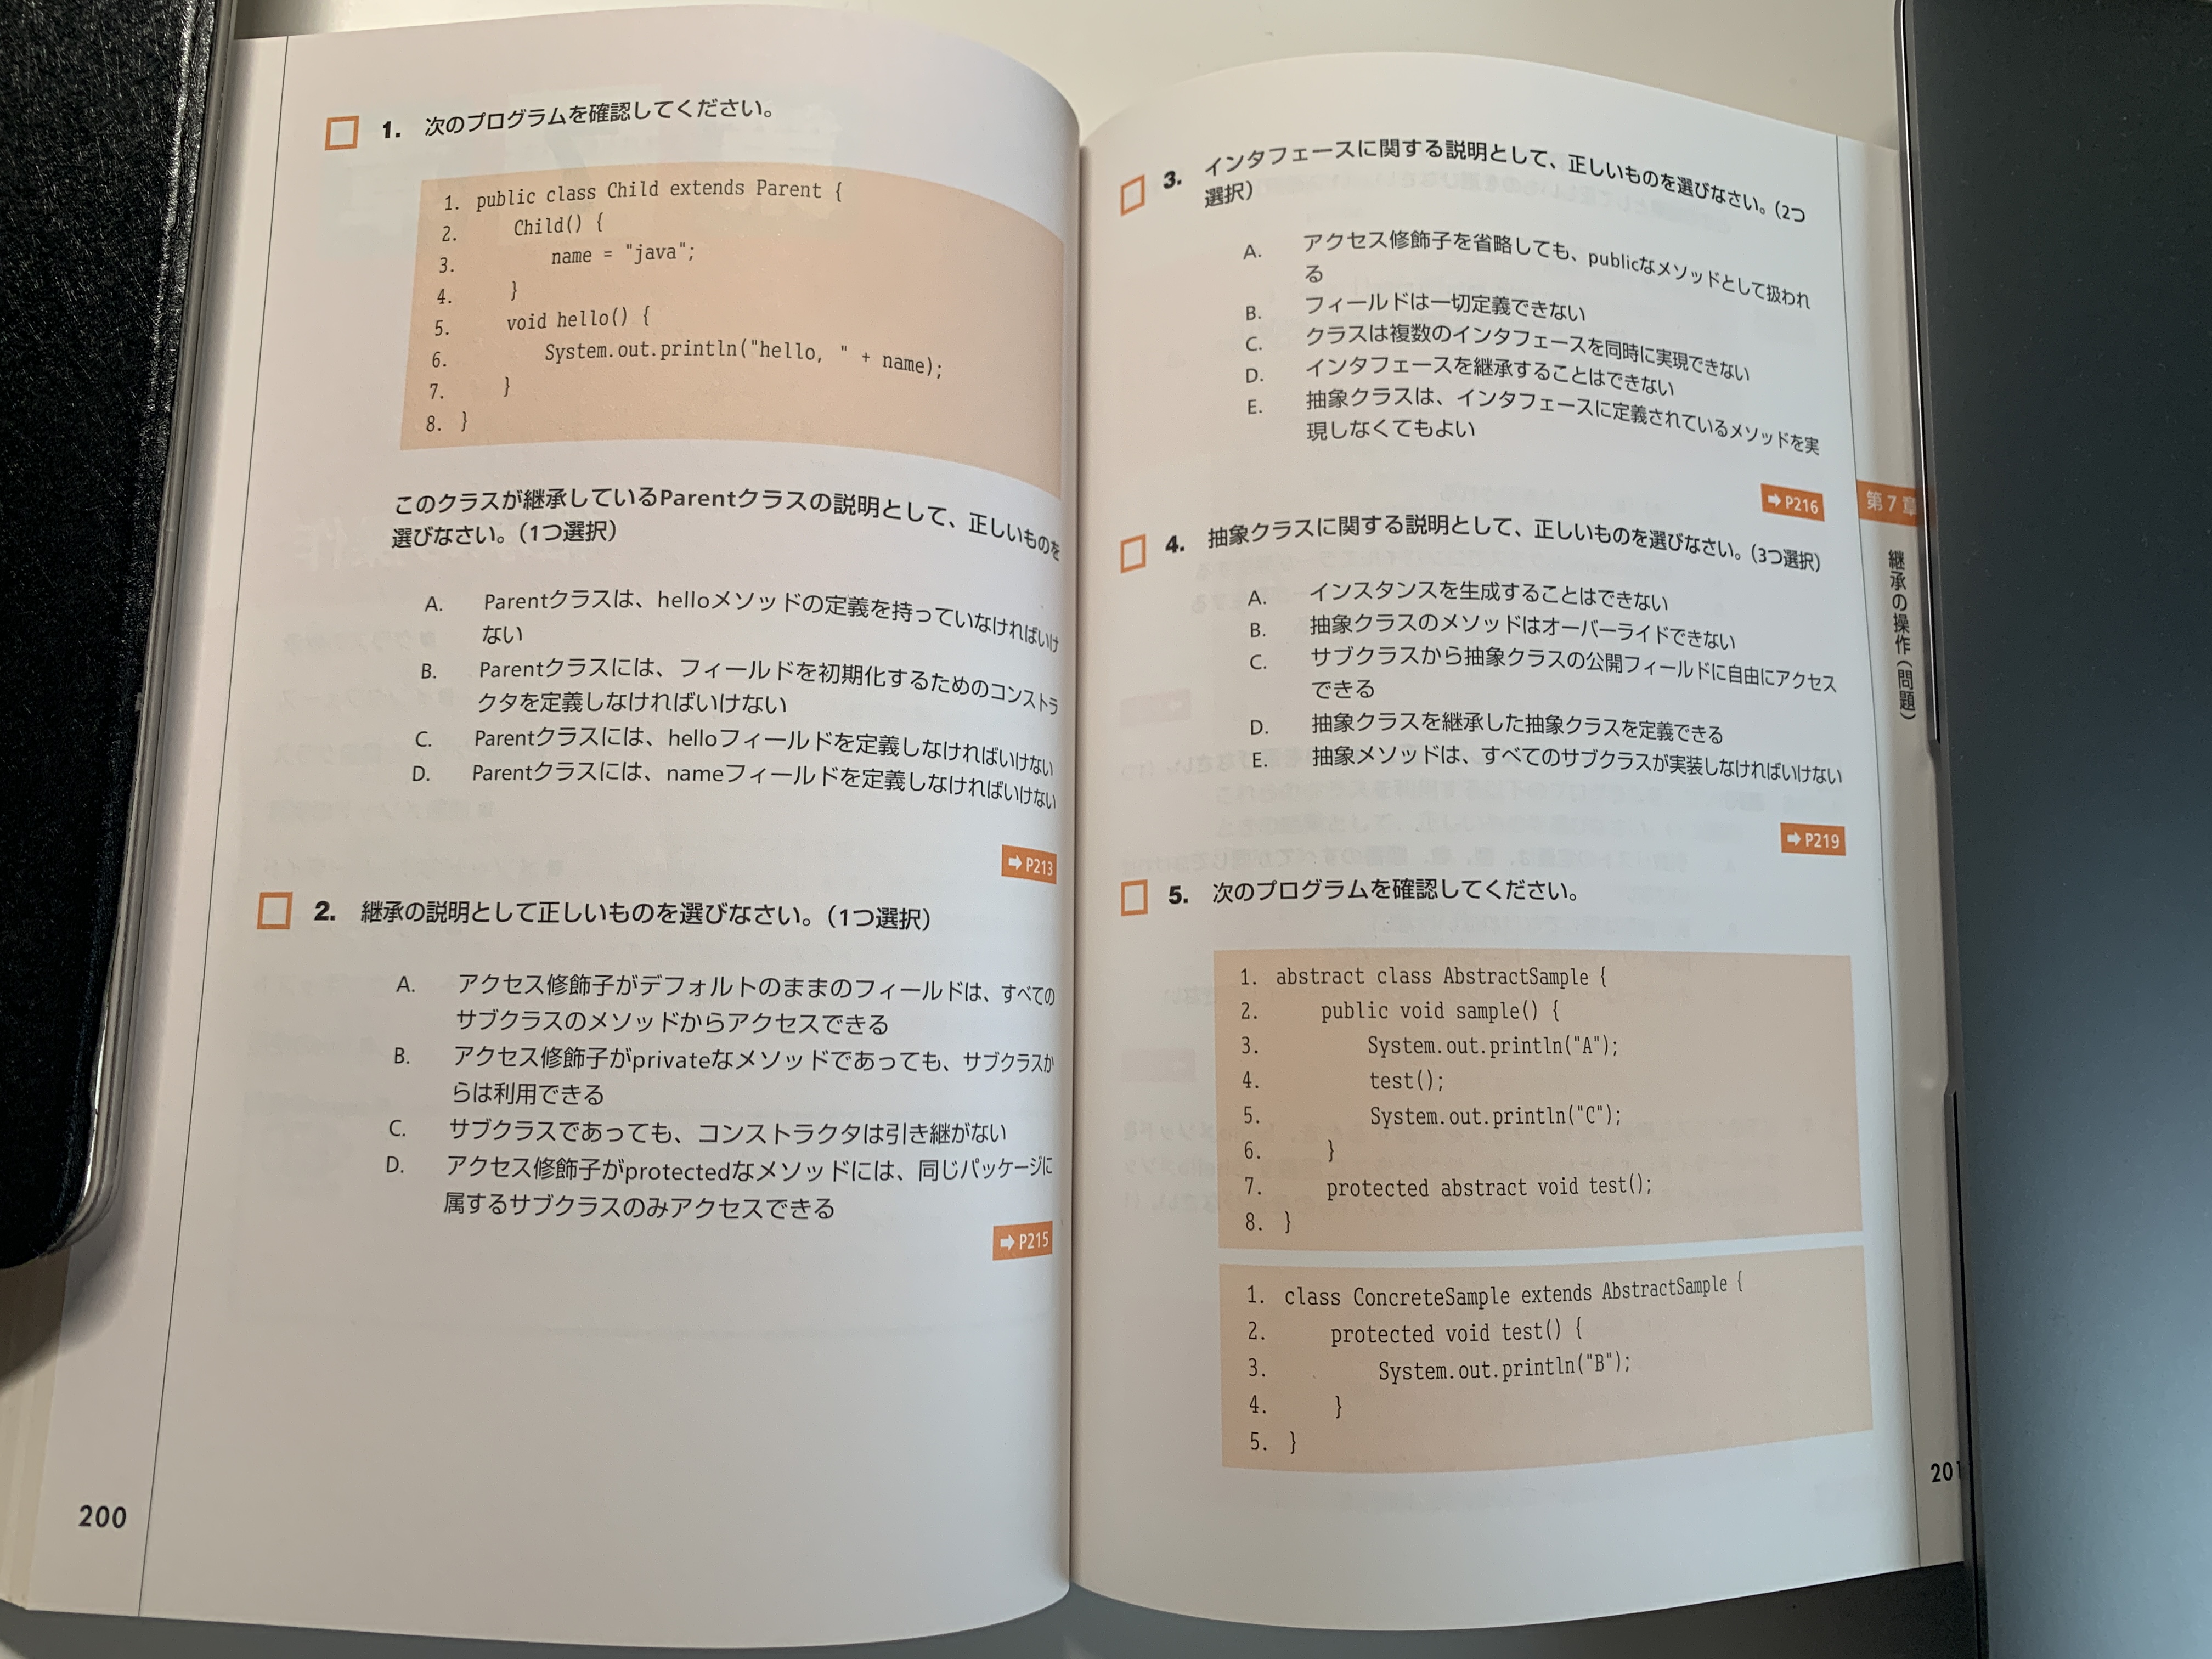 1. 次のプログラムを確認してください。
1. public class Child extends Parent {
2. Child() {
3. name = "java";
4. }
5. void hello() {
6. System.out.println("hello, " + name);
7. }
8. }
このクラスが継承しているParentクラスの説明として、正しいものを
選びなさい。(1つ選択)
A. Parentクラスは、helloメソッドの定義を持っていなければいけ
ない
B. Parentクラスには、フィールドを初期化するためのコンストラ
クタを定義しなければいけない
C. Parentクラスには、helloフィールドを定義しなければいけない
D. Parentクラスには、nameフィールドを定義しなければいけない
➡P213
2. 継承の説明として正しいものを選びなさい。(1つ選択)
A. アクセス修飾子がデフォルトのままのフィールドは、すべての
サブクラスのメソッドからアクセスできる
B. アクセス修飾子がprivateなメソッドであっても、サブクラスか
らは利用できる
C. サブクラスであっても、コンストラクタは引き継がない
D. アクセス修飾子がprotectedなメソッドには、同じパッケージに
属するサブクラスのみアクセスできる
➡P215
200
3. インタフェースに関する説明として、正しいものを選びなさい。(2つ
選択)
A. アクセス修飾子を省略しても、publicなメソッドとして扱われ
る
B. フィールドは一切定義できない
C. クラスは複数のインタフェースを同時に実現できない
D. インタフェースを継承することはできない
E. 抽象クラスは、インタフェースに定義されているメソッドを実
現しなくてもよい
➡P216
4. 抽象クラスに関する説明として、正しいものを選びなさい。(3つ選択)
A. インスタンスを生成することはできない
B. 抽象クラスのメソッドはオーバーライドできない
C. サブクラスから抽象クラスの公開フィールドに自由にアクセス
できる
D. 抽象クラスを継承した抽象クラスを定義できる
E. 抽象メソッドは、すべてのサブクラスが実装しなければいけない
➡P219
5. 次のプログラムを確認してください。
1. abstract class AbstractSample {
2. public void sample() {
3. System.out.println("A");
4. test();
5. System.out.println("C");
6. }
7. protected abstract void test();
8. }
1. class ConcreteSample extends AbstractSample {
2. protected void test() {
3. System.out.println("B");
4. }
5. }
第7章
継承の操作(問題)
201